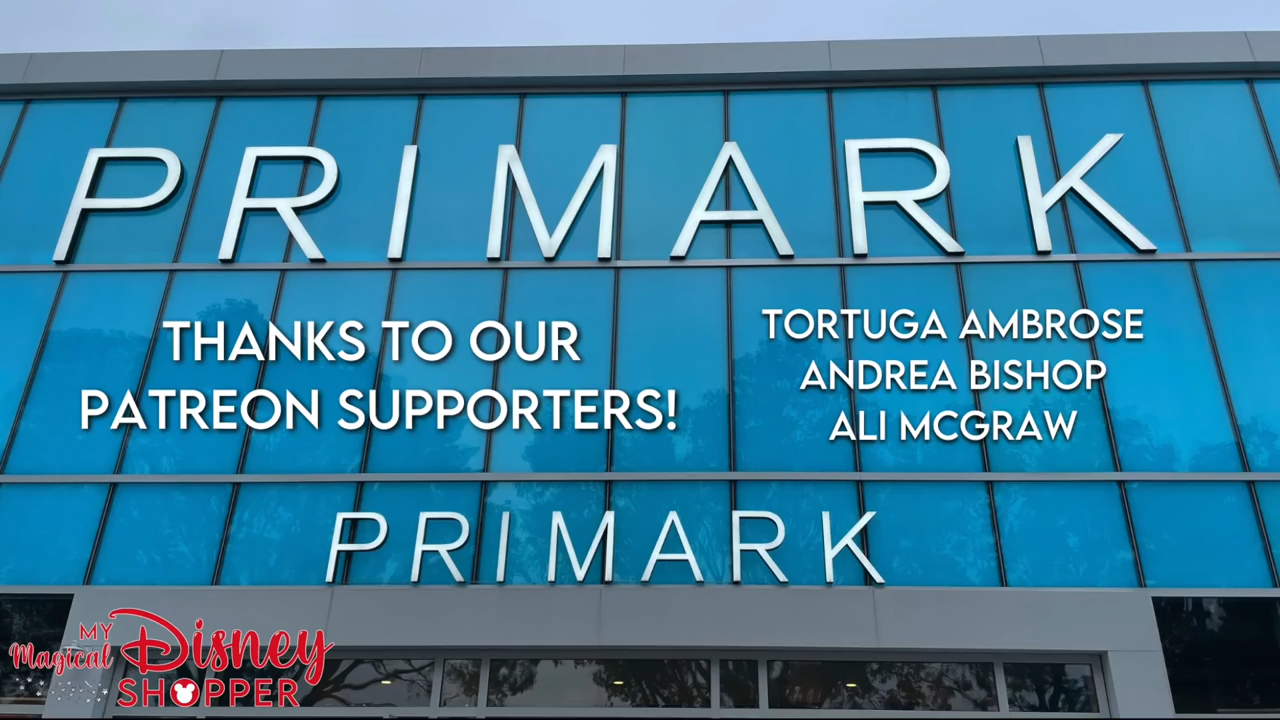 PRIMARK
THANKS TO OUR
PATREON SUPPORTERS!
TORTUGA AMBROSE
ANDREA BISHOP
ALI MCGRAW
PRIMARK
MY
Magical Disney
SHOPPER